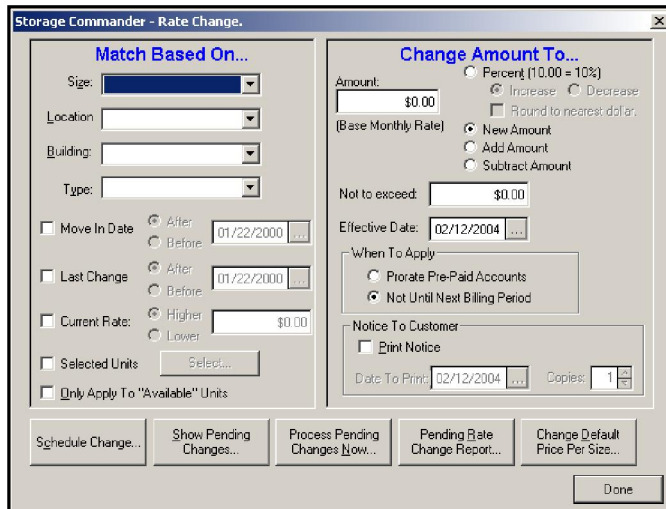 Storage Commander - Rate Change.
Match Based On...
Size:
Location
Building:
Type:
Move In Date
After
Before
01/22/2000 ...
Last Change
After
Before
01/22/2000 ...
Current Rate:
Higher
Lower
$0.00
Selected Units
Select...
Only Apply To "Available" Units
Change Amount To...
Amount:
$0.00
(Base Monthly Rate)
Percent (10.00 = 10%)
Increase
Decrease
Round to nearest dollar.
New Amount
Add Amount
Subtract Amount
Not to exceed:
$0.00
Effective Date:
02/12/2004 ...
When To Apply
Prorate Pre-Paid Accounts
Not Until Next Billing Period
Notice To Customer
Print Notice
Date To Print:
02/12/2004 ...
Copies:
1
Schedule Change...
Show Pending
Changes...
Process Pending
Changes Now...
Pending Rate
Change Report...
Change Default
Price Per Size...
Done